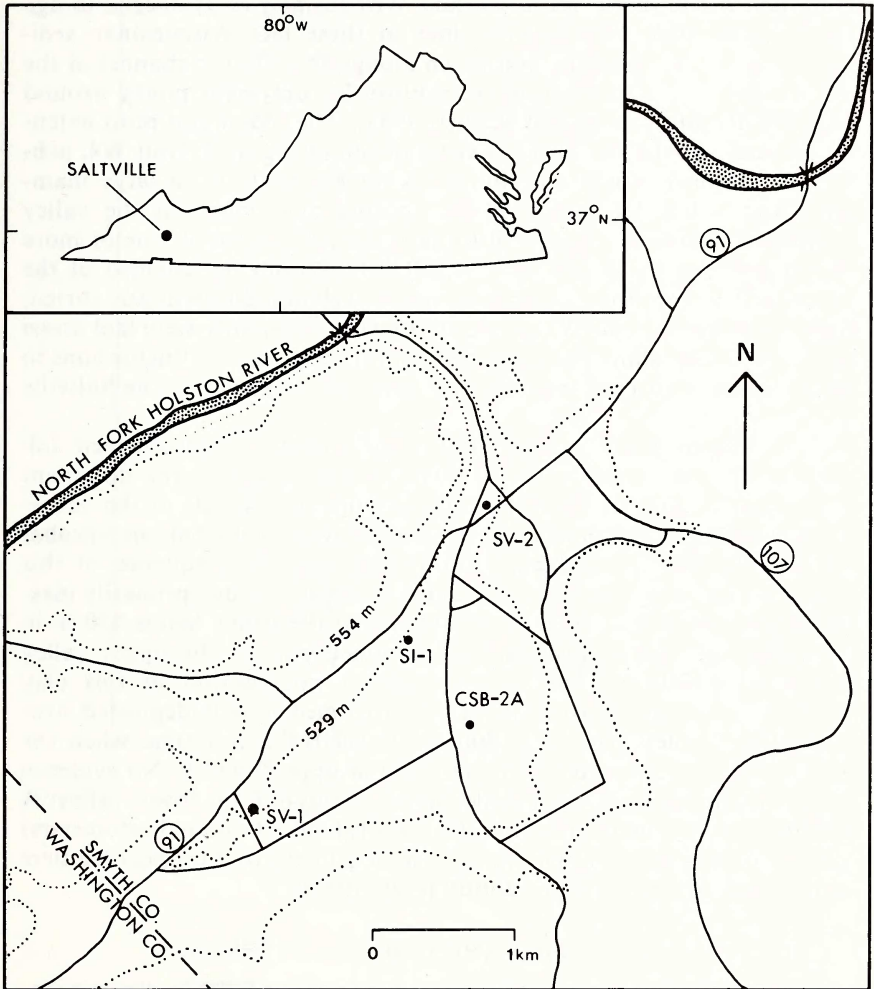 80°W
SALTVILLE
37°N
91
N
NORTH FORK HOLSTON RIVER
SV-2
107
554 m
SI-1
529 m
CSB-2A
SV-1
91
SMYTH CO.
WASHINGTON CO.
0 1km